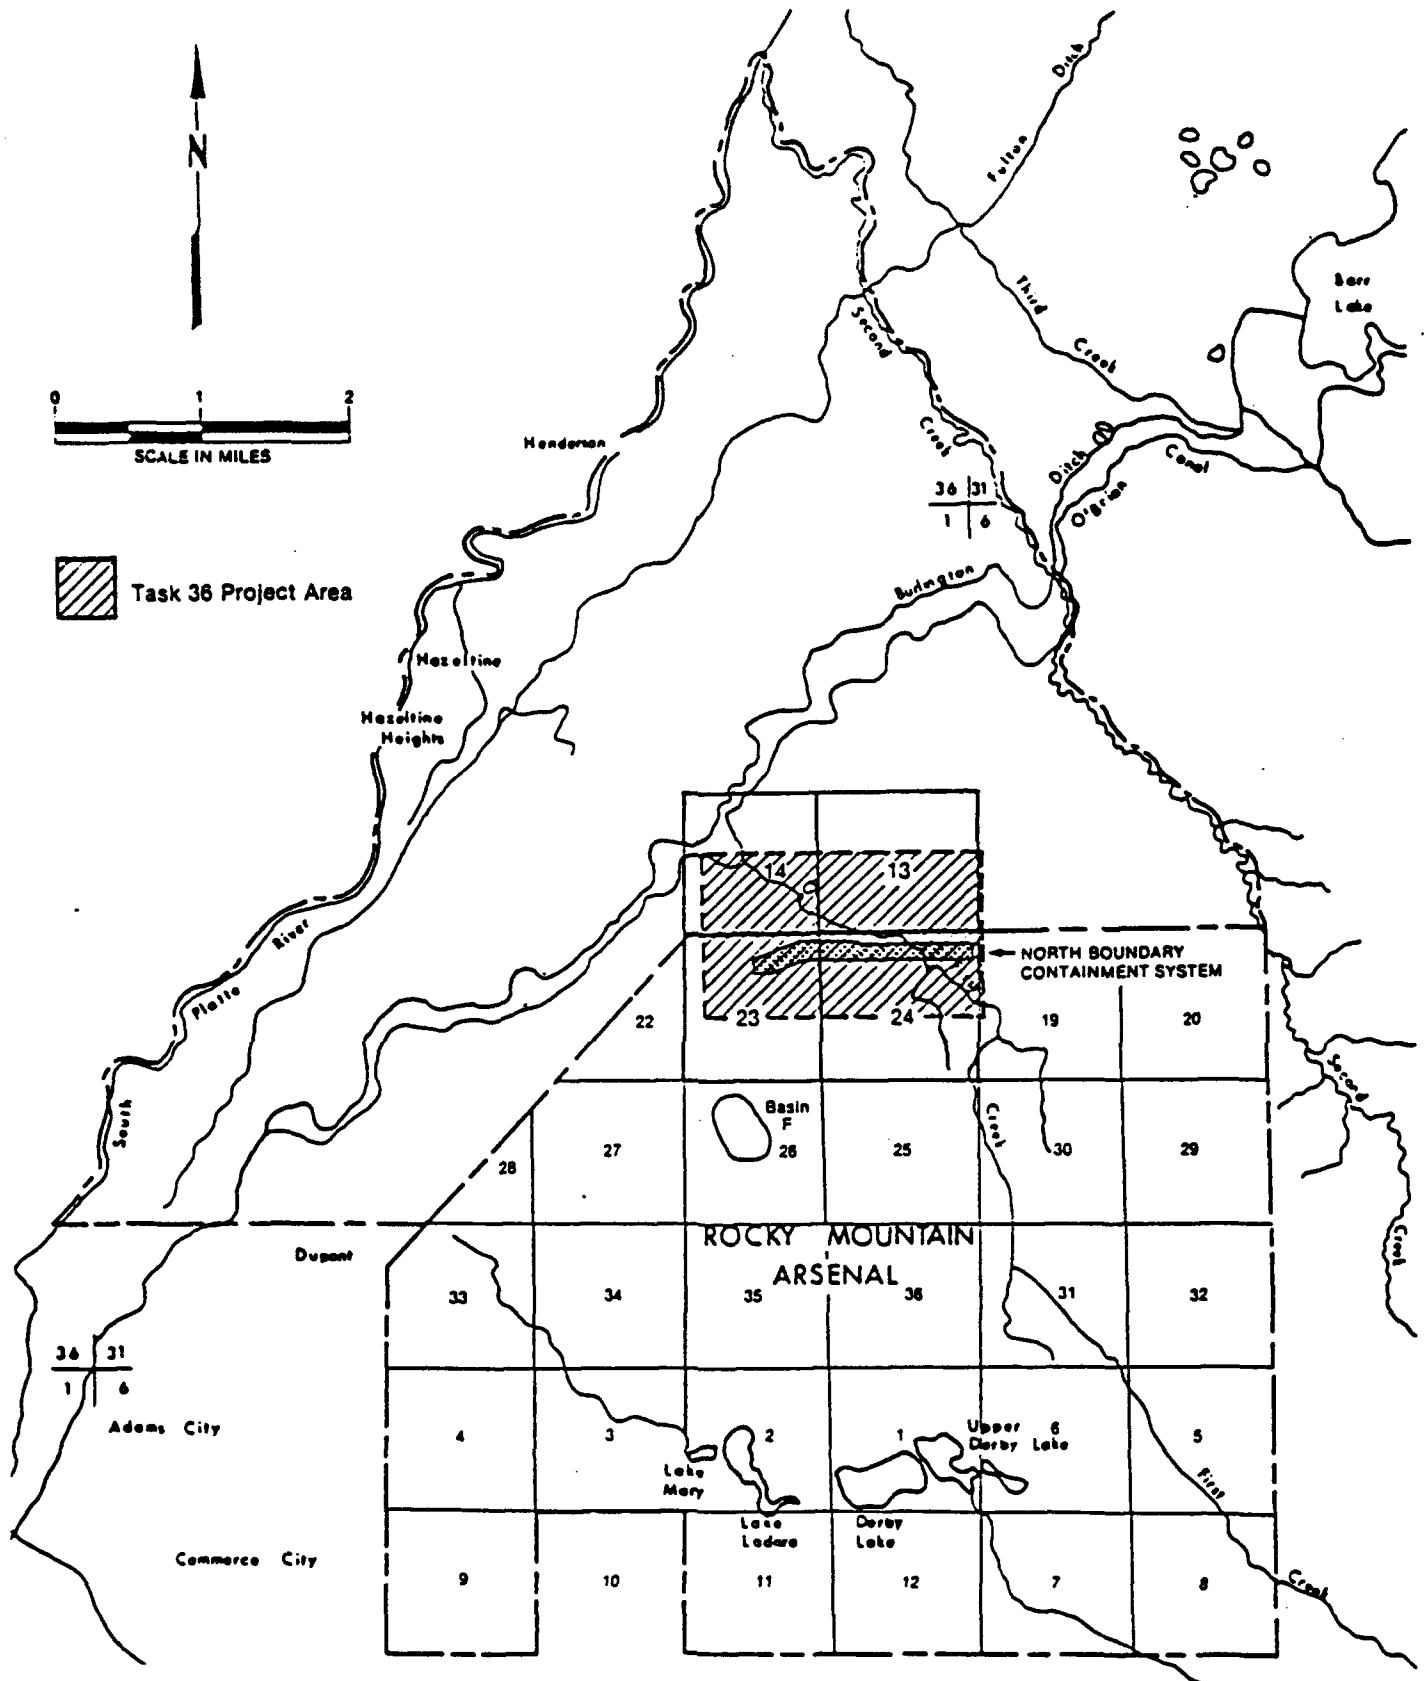 Ditch
Fulton
N
Barr
Lake
Third
Creek
Second
Creek
0 1 2
SCALE IN MILES
Henderson
Ditch
Canal
O'Brian
36 31
1 6
Task 36 Project Area
Burlington
Hazeltine
Hazeltine
Heights
14 13
River
Platte
South
NORTH BOUNDARY
CONTAINMENT SYSTEM
22 23 24 19 20
Second
Creek
Basin
F
28 27 26 25 30 29
Creek
Dupont
ROCKY MOUNTAIN
ARSENAL
33 34 35 36 31 32
36 31
1 6
Adams City
4 3 2 1 6 5
Upper
Derby Lake
Lake
Mary
First
Creek
Lake
Ladora
Derby
Lake
Commerce City
9 10 11 12 7 8